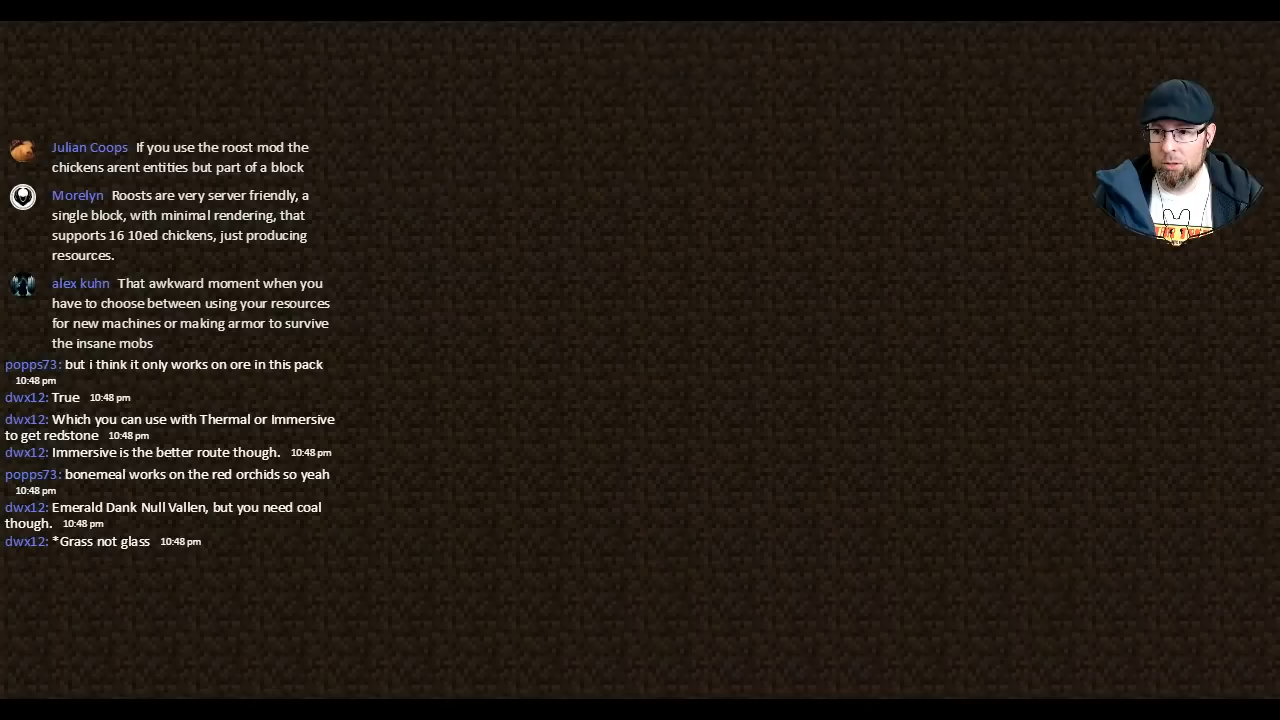 Julian Coops If you use the roost mod the
chickens arent entities but part of a block
Morelyn Roosts are very server friendly, a
single block, with minimal rendering, that
supports 16 10ed chickens, just producing
resources.
alex kuhn That awkward moment when you
have to choose between using your resources
for new machines or making armor to survive
the insane mobs
popps73: but i think it only works on ore in this pack
10:48 pm
dwx12: True 10:48 pm
dwx12: Which you can use with Thermal or Immersive
to get redstone 10:48 pm
dwx12: Immersive is the better route though. 10:48 pm
popps73: bonemeal works on the red orchids so yeah
10:48 pm
dwx12: Emerald Dank Null Vallen, but you need coal
though. 10:48 pm
dwx12: *Grass not glass 10:48 pm